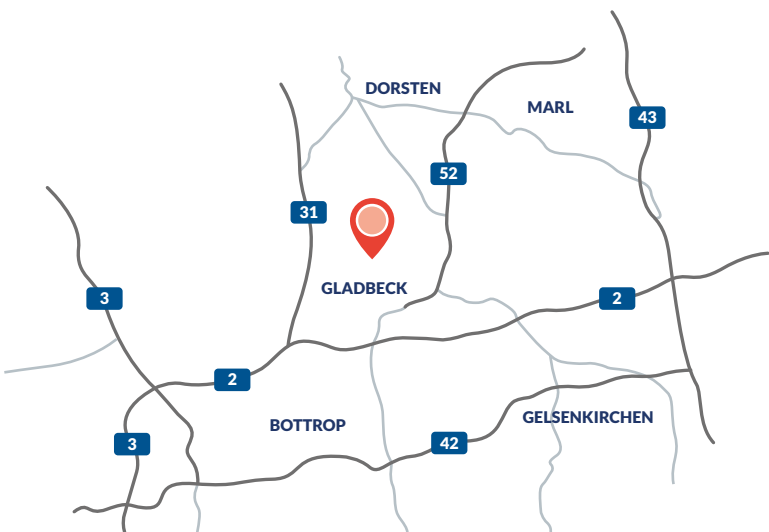 DORSTEN
MARL
43
52
31
GLADBECK
3
2
2
BOTTROP
GELSENKIRCHEN
3
42